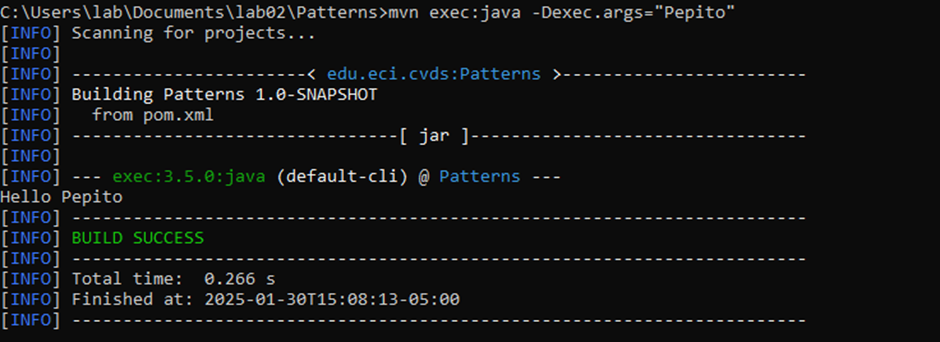 C:\Users\lab\Documents\lab02\Patterns>mvn exec:java -Dexec.args="Pepito"
[INFO] Scanning for projects...
[INFO]
[INFO] -----------------------< edu.eci.cvds:Patterns >------------------------
[INFO] Building Patterns 1.0-SNAPSHOT
[INFO]   from pom.xml
[INFO] --------------------------------[ jar ]---------------------------------
[INFO]
[INFO] --- exec:3.5.0:java (default-cli) @ Patterns ---
Hello Pepito
[INFO] ------------------------------------------------------------------------
[INFO] BUILD SUCCESS
[INFO] ------------------------------------------------------------------------
[INFO] Total time:  0.266 s
[INFO] Finished at: 2025-01-30T15:08:13-05:00
[INFO] ------------------------------------------------------------------------